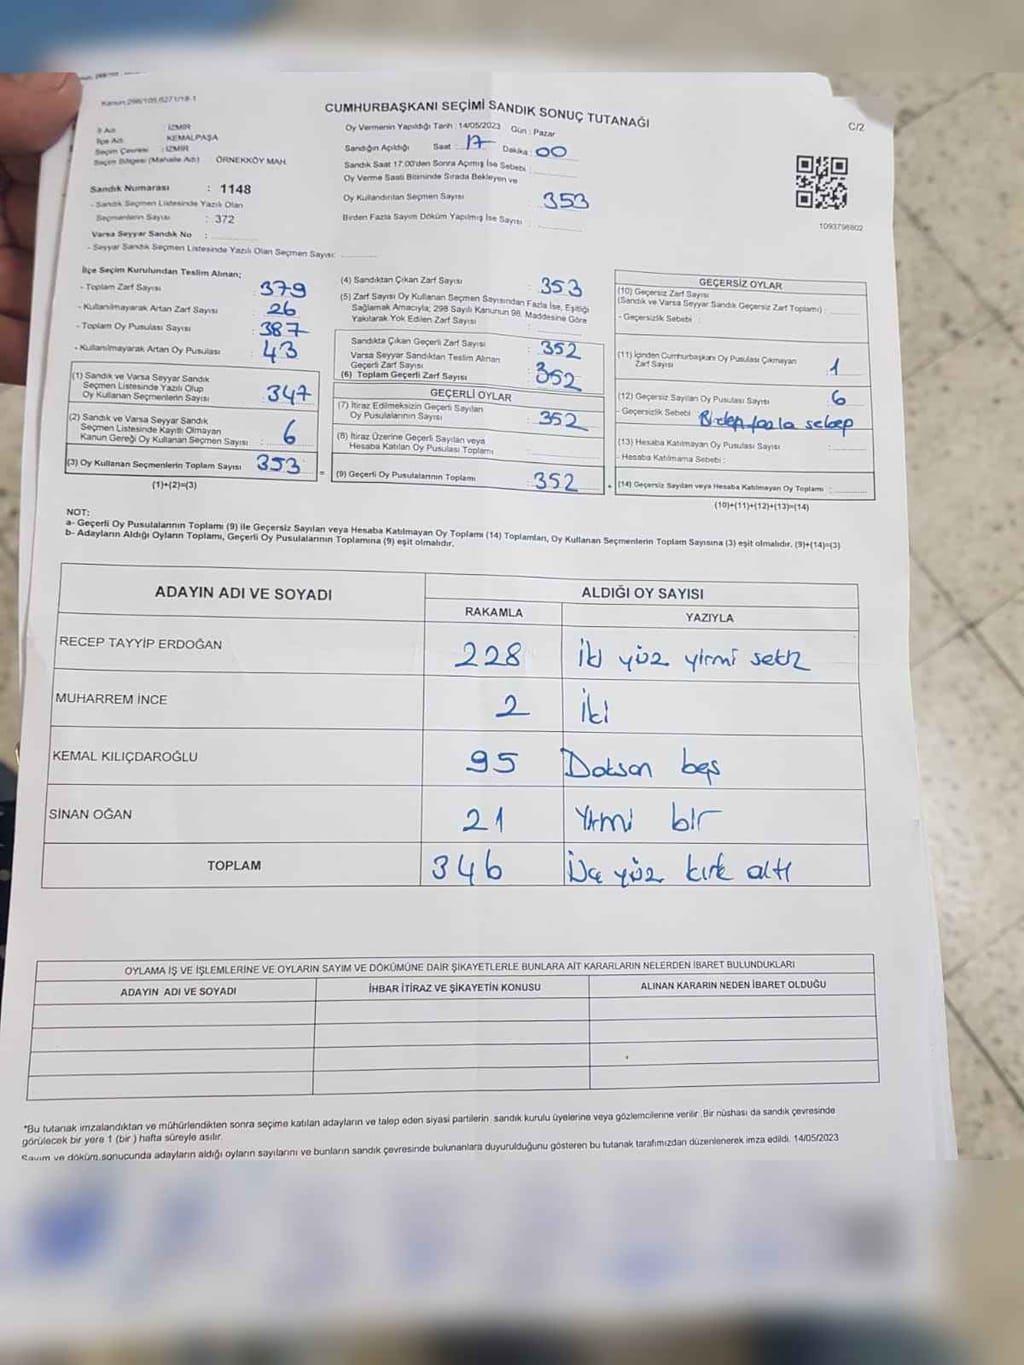 Kanun:298/105,6271/18-1
CUMHURBAŞKANI SEÇİMİ SANDIK SONUÇ TUTANAĞI
C/2
İl Adı : İZMİR
İlçe Adı : KEMALPAŞA
Seçim Çevresi : İZMİR
Seçim Bölgesi (Mahalle Adı) ÖRNEKKÖY MAH.
Sandık Numarası : 1148
- Sandık Seçmen Listesinde Yazılı Olan
Seçmenlerin Sayısı : 372
Varsa Seyyar Sandık No :
- Seyyar Sandık Seçmen Listesinde Yazılı Olan Seçmen Sayısı:
Oy Vermenin Yapıldığı Tarih : 14/05/2023 Gün : Pazar
Sandığın Açıldığı Saat : 17 Dakika : 00
Sandık Saat 17:00'den Sonra Açmış İse Sebebi :
Oy Verme Saati Bitiminde Sırada Bekleyen ve
Oy Kullandırılan Seçmen Sayısı 353
Birden Fazla Sayım Döküm Yapılmış İse Sayısı :
1093798802
İlçe Seçim Kurulundan Teslim Alınan;
- Toplam Zarf Sayısı : 379
- Kullanılmayarak Artan Zarf Sayısı : 26
- Toplam Oy Pusulası Sayısı : 387
- Kullanılmayarak Artan Oy Pusulası : 43
(1) Sandık ve Varsa Seyyar Sandık
Seçmen Listesinde Yazılı Olup
Oy Kullanan Seçmenlerin Sayısı : 347
(2) Sandık ve Varsa Seyyar Sandık
Seçmen Listesinde Kayıtlı Olmayan
Kanun Gereği Oy Kullanan Seçmen Sayısı : 6
(3) Oy Kullanan Seçmenlerin Toplam Sayısı 353
(1)+(2)=(3)
=
(4) Sandıktan Çıkan Zarf Sayısı : 353
(5) Zarf Sayısı Oy Kullanan Seçmen Sayısından Fazla İse, Eşitliği
Sağlamak Amacıyla; 298 Sayılı Kanunun 98. Maddesine Göre
Yakılarak Yok Edilen Zarf Sayısı :
Sandıkta Çıkan Geçerli Zarf Sayısı : 352
Varsa Seyyar Sandıktan Teslim Alınan
Geçerli Zarf Sayısı :
(6) Toplam Geçerli Zarf Sayısı 352
GEÇERLİ OYLAR
(7) İtiraz Edilmeksizin Geçerli Sayılan
Oy Pusulalarının Sayısı : 352
(8) İtiraz Üzerine Geçerli Sayılan veya
Hesaba Katılan Oy Pusulası Toplamı :
(9) Geçerli Oy Pusulalarının Toplamı : 352
+
GEÇERSİZ OYLAR
(10) Geçersiz Zarf Sayısı
(Sandık ve Varsa Seyyar Sandık Geçersiz Zarf Toplamı) :
- Geçersizlik Sebebi :
(11) İçinden Cumhurbaşkanı Oy Pusulası Çıkmayan
Zarf Sayısı : 1
(12) Geçersiz Sayılan Oy Pusulası Sayısı : 6
- Geçersizlik Sebebi : Birden fazla sebep
(13) Hesaba Katılmayan Oy Pusulası Sayısı :
- Hesaba Katılmama Sebebi :
(14) Geçersiz Sayılan veya Hesaba Katılmayan Oy Toplamı :
(10)+(11)+(12)+(13)=(14)
NOT:
a- Geçerli Oy Pusulalarının Toplamı (9) ile Geçersiz Sayılan veya Hesaba Katılmayan Oy Toplamı (14) Toplamları, Oy Kullanan Seçmenlerin Toplam Sayısına (3) eşit olmalıdır. (9)+(14)=(3)
b- Adayların Aldığı Oyların Toplamı, Geçerli Oy Pusulalarının Toplamına (9) eşit olmalıdır.
ADAYIN ADI VE SOYADI ALDIĞI OY SAYISI
RAKAMLA YAZIYLA
RECEP TAYYİP ERDOĞAN 228 İki yüz yirmi sekiz
MUHARREM İNCE 2 İki
KEMAL KILIÇDAROĞLU 95 Doksan beş
SİNAN OĞAN 21 Yirmi bir
TOPLAM 346 Üç yüz kırk altı
OYLAMA İŞ VE İŞLEMLERİNE VE OYLARIN SAYIM VE DÖKÜMÜNE DAİR ŞİKAYETLERLE BUNLARA AİT KARARLARIN NELERDEN İBARET BULUNDUKLARI
ADAYIN ADI VE SOYADI İHBAR İTİRAZ VE ŞİKAYETİN KONUSU ALINAN KARARIN NEDEN İBARET OLDUĞU
*Bu tutanak imzalandıktan ve mühürlendikten sonra seçime katılan adayların ve talep eden siyasi partilerin sandık kurulu üyelerine veya gözlemcilerine verilir. Bir nüshası da sandık çevresinde
görülecek bir yere 1 (bir ) hafta süreyle asılır.
Sayım ve döküm sonucunda adayların aldığı oyların sayılarını ve bunların sandık çevresinde bulunanlara duyurulduğunu gösteren bu tutanak tarafımızdan düzenlenerek imza edildi. 14/05/2023